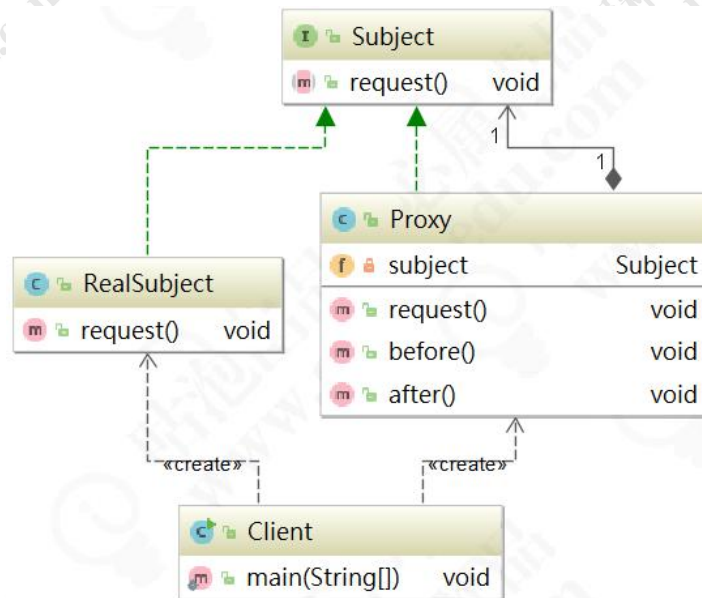 Subject
request() void
1
1
Proxy
subject Subject
RealSubject
request() void
request() void
before() void
after() void
«create»
«create»
Client
main(String[]) void